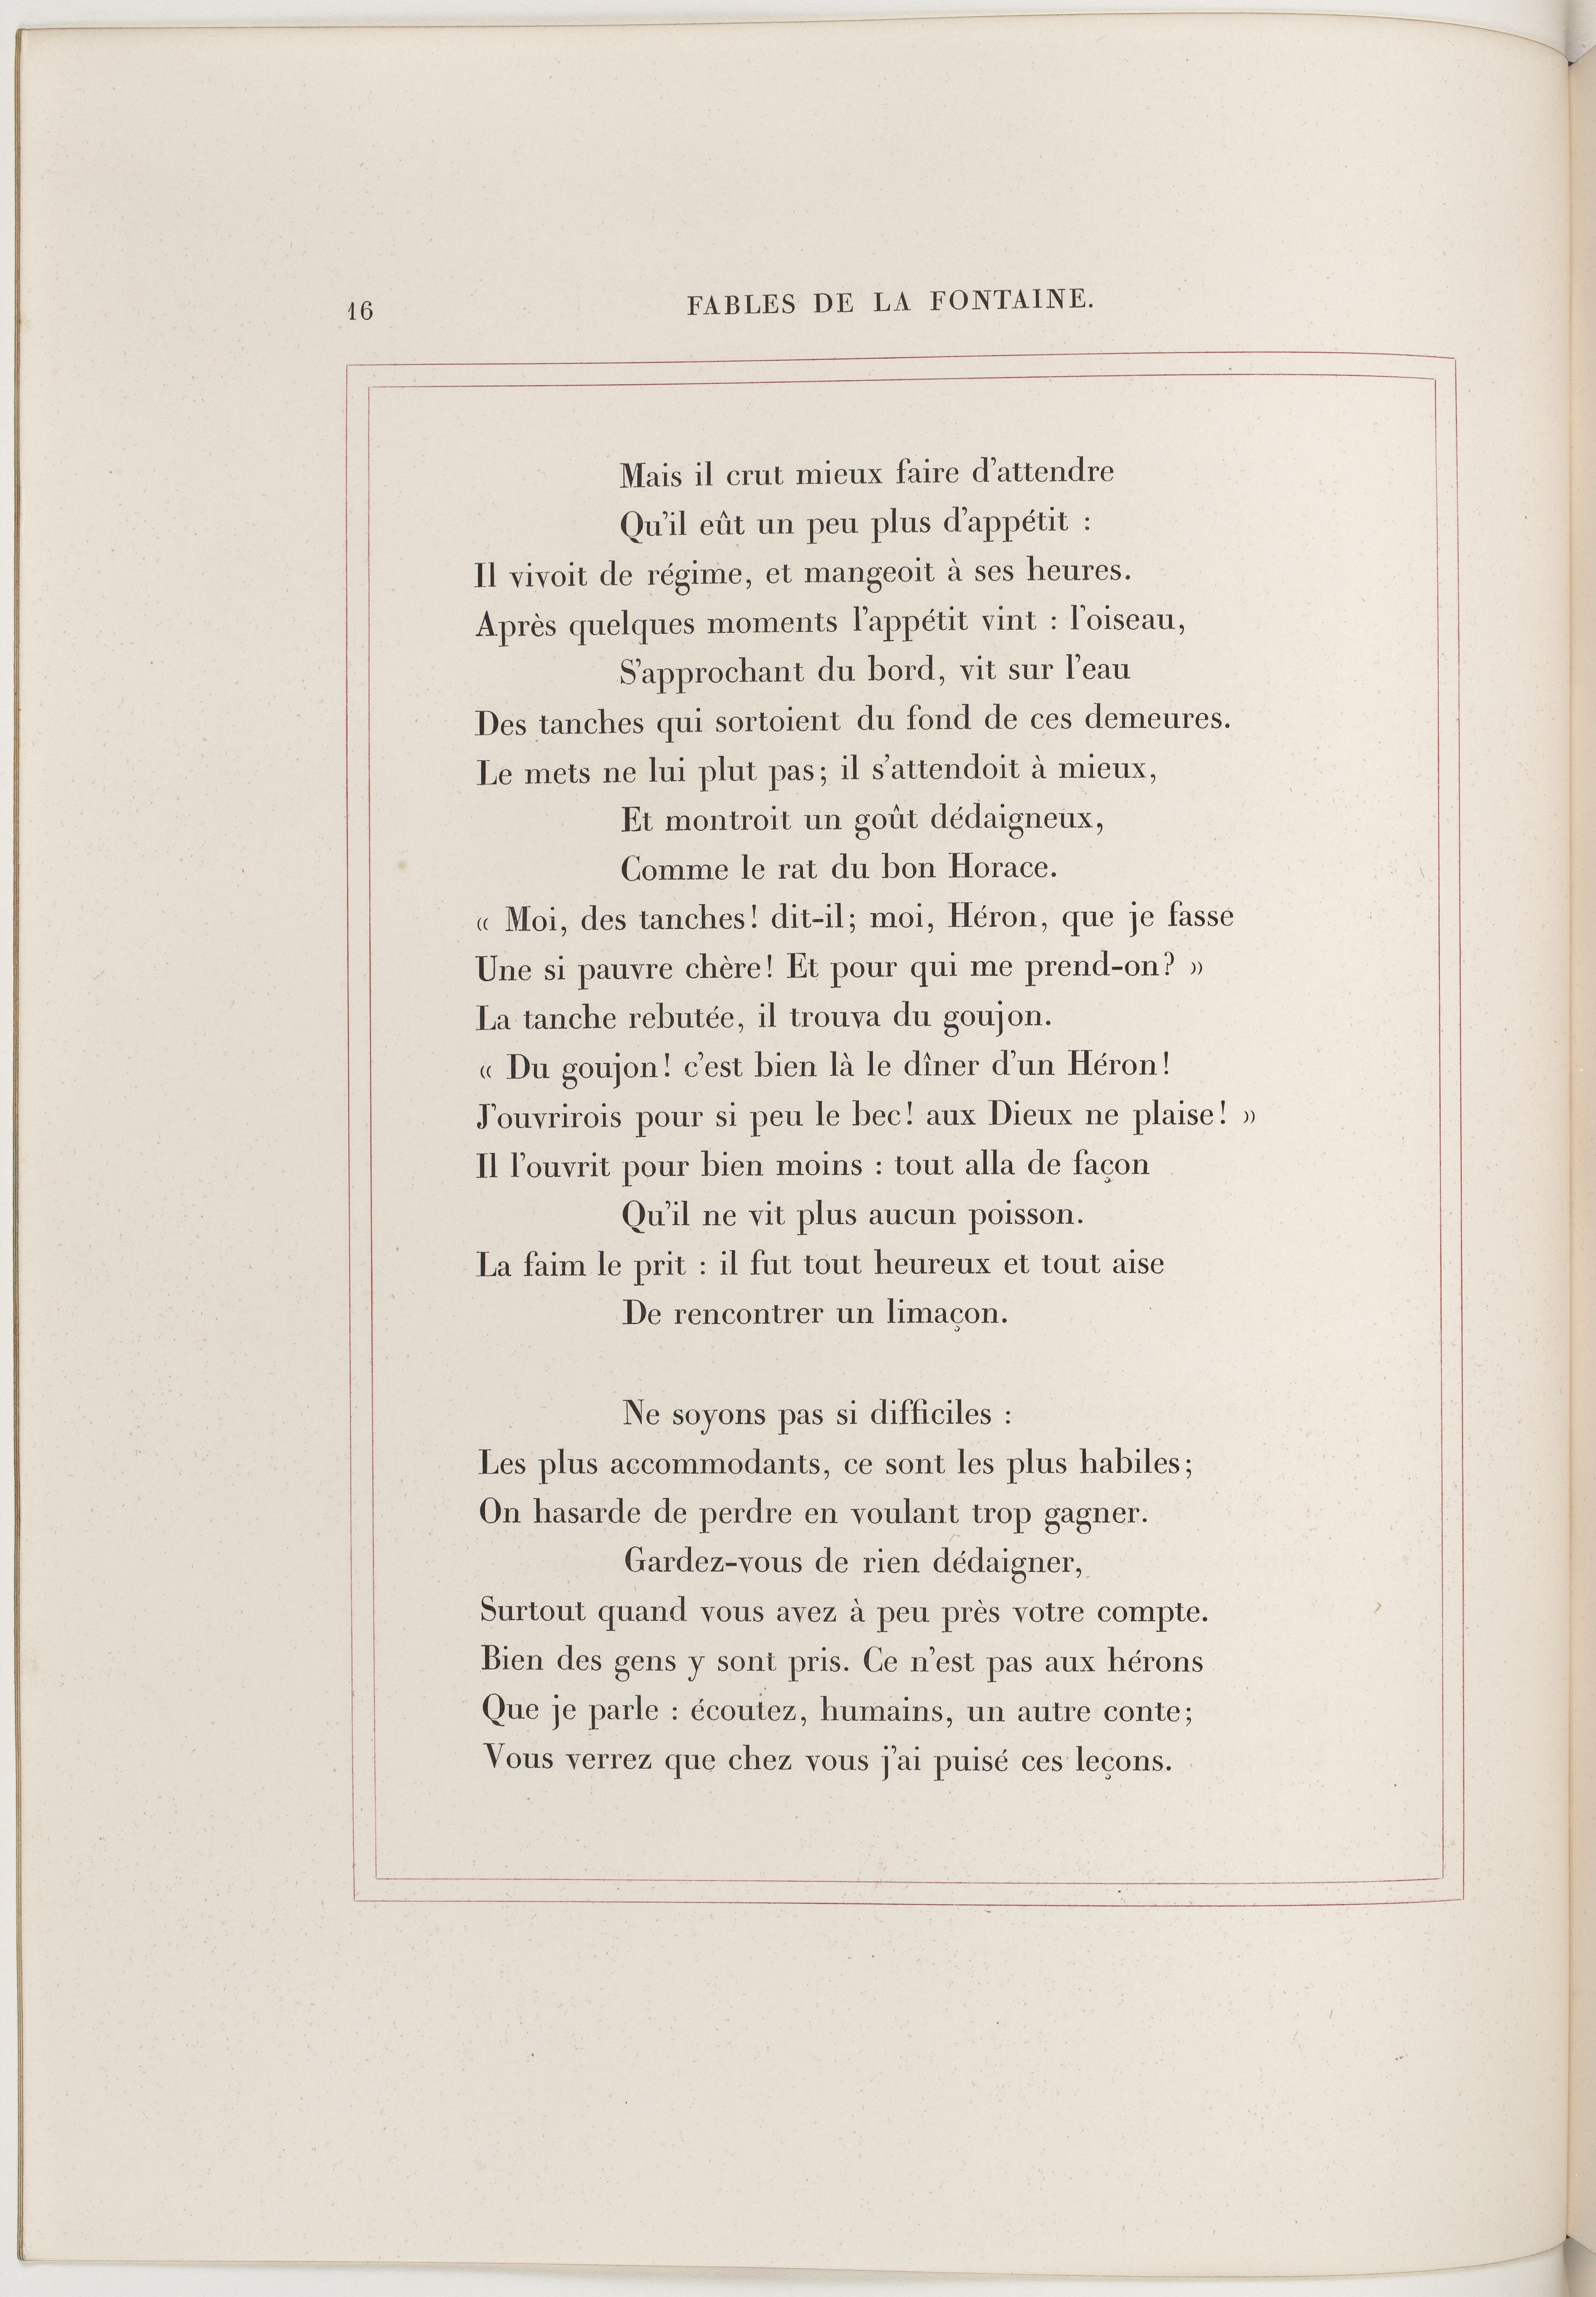 16
FABLES DE LA FONTAINE.
Mais il crut mieux faire d'attendre
Qu'il eût un peu plus d'appétit :
Il vivoit de régime, et mangeoit à ses heures.
Après quelques moments l'appétit vint : l'oiseau,
S'approchant du bord, vit sur l'eau
Des tanches qui sortoient du fond de ces demeures.
Le mets ne lui plut pas; il s'attendoit à mieux,
Et montroit un goût dédaigneux,
Comme le rat du bon Horace.
« Moi, des tanches! dit-il; moi, Héron, que je fasse
Une si pauvre chère! Et pour qui me prend-on? »
La tanche rebutée, il trouva du goujon.
« Du goujon! c'est bien là le dîner d'un Héron!
J'ouvrirois pour si peu le bec! aux Dieux ne plaise! »
Il l'ouvrit pour bien moins : tout alla de façon
Qu'il ne vit plus aucun poisson.
La faim le prit : il fut tout heureux et tout aise
De rencontrer un limaçon.
Ne soyons pas si difficiles :
Les plus accommodants, ce sont les plus habiles;
On hasarde de perdre en voulant trop gagner.
Gardez-vous de rien dédaigner,
Surtout quand vous avez à peu près votre compte.
Bien des gens y sont pris. Ce n'est pas aux hérons
Que je parle : écoutez, humains, un autre conte;
Vous verrez que chez vous j'ai puisé ces leçons.